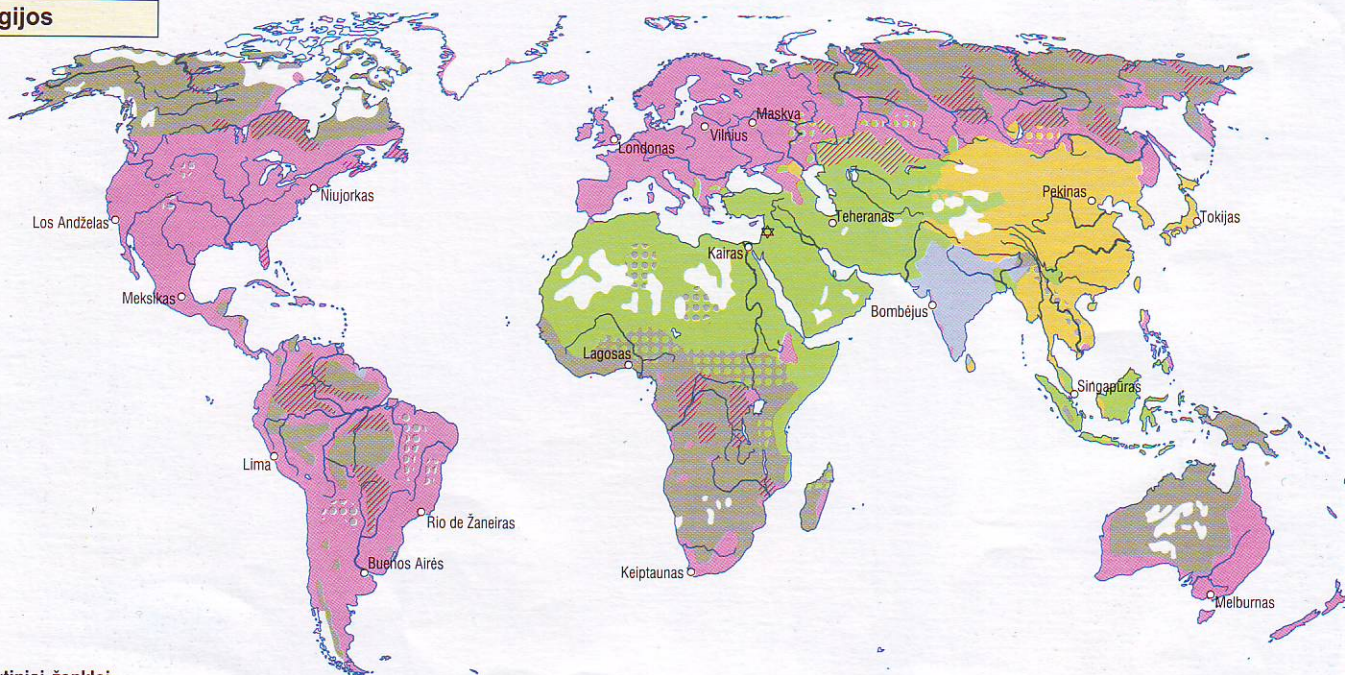 gijos
Maskva
Vilnius
Londonas
Niujorkas
Los Andželas
Pekinas
Tokijas
Teheranas
Kairas
Meksikas
Bombėjus
Lagosas
Singapūras
Lima
Rio de Žaneiras
Buenos Airės
Keiptaunas
Melburnas